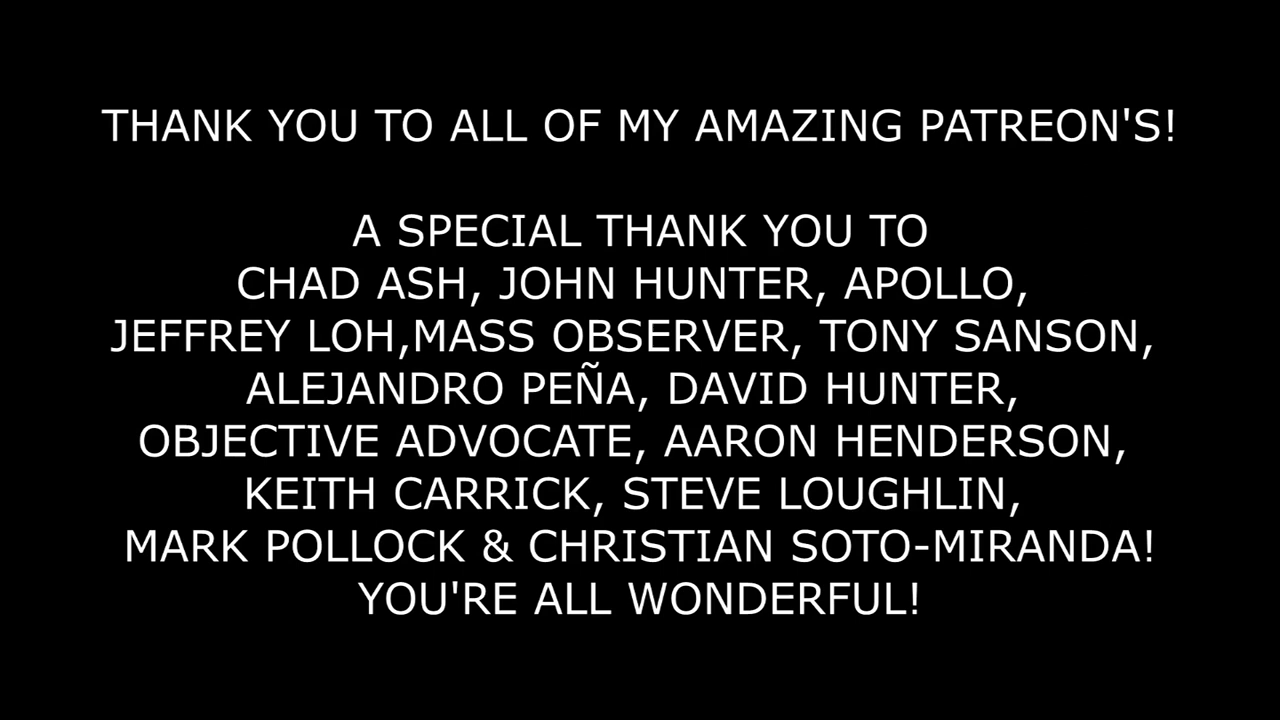 THANK YOU TO ALL OF MY AMAZING PATREON'S!
A SPECIAL THANK YOU TO
CHAD ASH, JOHN HUNTER, APOLLO,
JEFFREY LOH,MASS OBSERVER, TONY SANSON,
ALEJANDRO PEÑA, DAVID HUNTER,
OBJECTIVE ADVOCATE, AARON HENDERSON,
KEITH CARRICK, STEVE LOUGHLIN,
MARK POLLOCK & CHRISTIAN SOTO-MIRANDA!
YOU'RE ALL WONDERFUL!